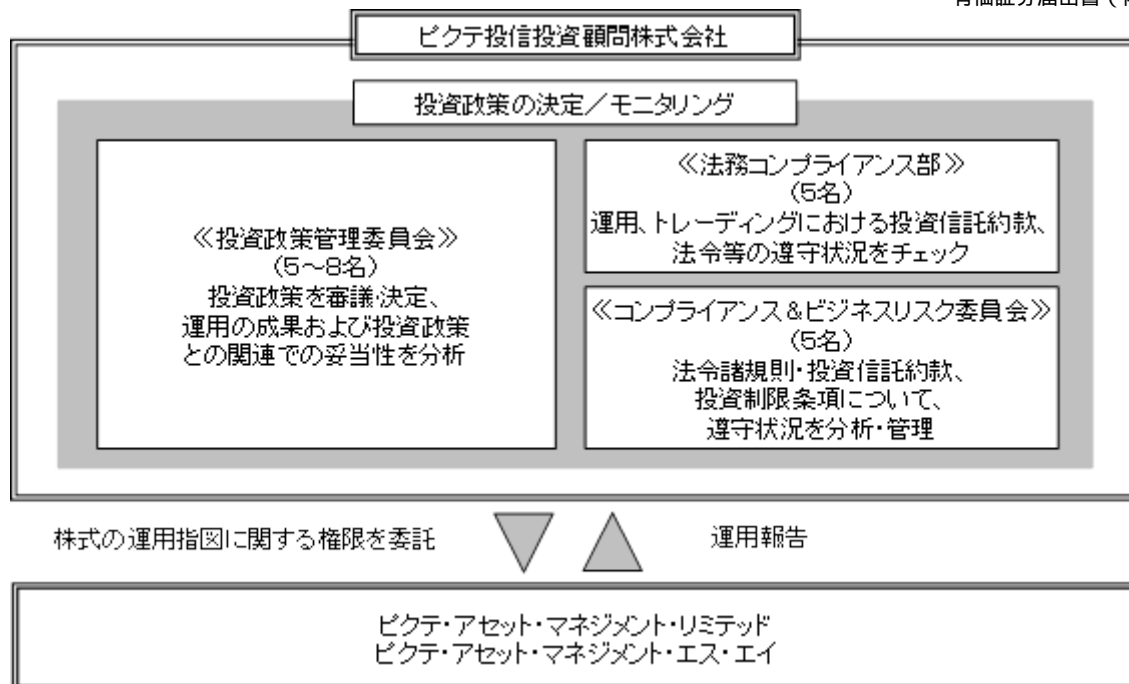 ピクテ投信投資顧問株式会社
投資政策の決定／モニタリング
≪投資政策管理委員会≫
(5～8名)
投資政策を審議・決定、
運用の成果および投資政策
との関連での妥当性を分析
≪法務コンプライアンス部≫
(5名)
運用、トレーディングにおける投資信託約款、
法令等の遵守状況をチェック
≪コンプライアンス＆ビジネスリスク委員会≫
(5名)
法令諸規則・投資信託約款、
投資制限条項について、
遵守状況を分析・管理
株式の運用指図に関する権限を委託
運用報告
ピクテ・アセット・マネジメント・リミテッド
ピクテ・アセット・マネジメント・エス・エイ